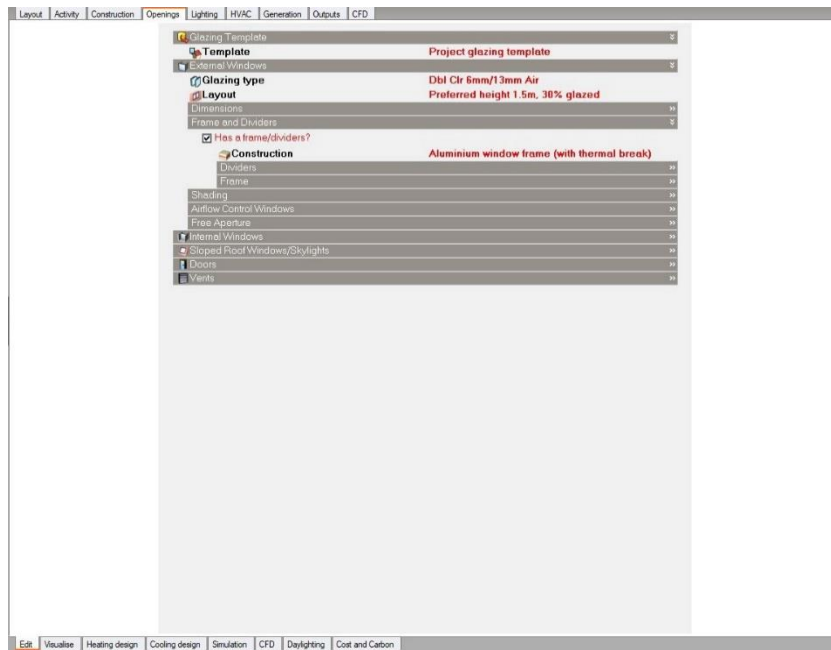 Layout Activity Construction Openings Lighting HVAC Generation Outputs CFD
Glazing Template
Template Project glazing template
External Windows
Glazing type Dbl Clr 6mm/13mm Air
Layout Preferred height 1.5m, 30% glazed
Dimensions
Frame and Dividers
Has a frame/dividers?
Construction Aluminium window frame (with thermal break)
Dividers
Frame
Shading
Airflow Control Windows
Free Aperture
Internal Windows
Sloped Roof Windows/Skylights
Doors
Vents
Edit Visualise Heating design Cooling design Simulation CFD Daylighting Cost and Carbon